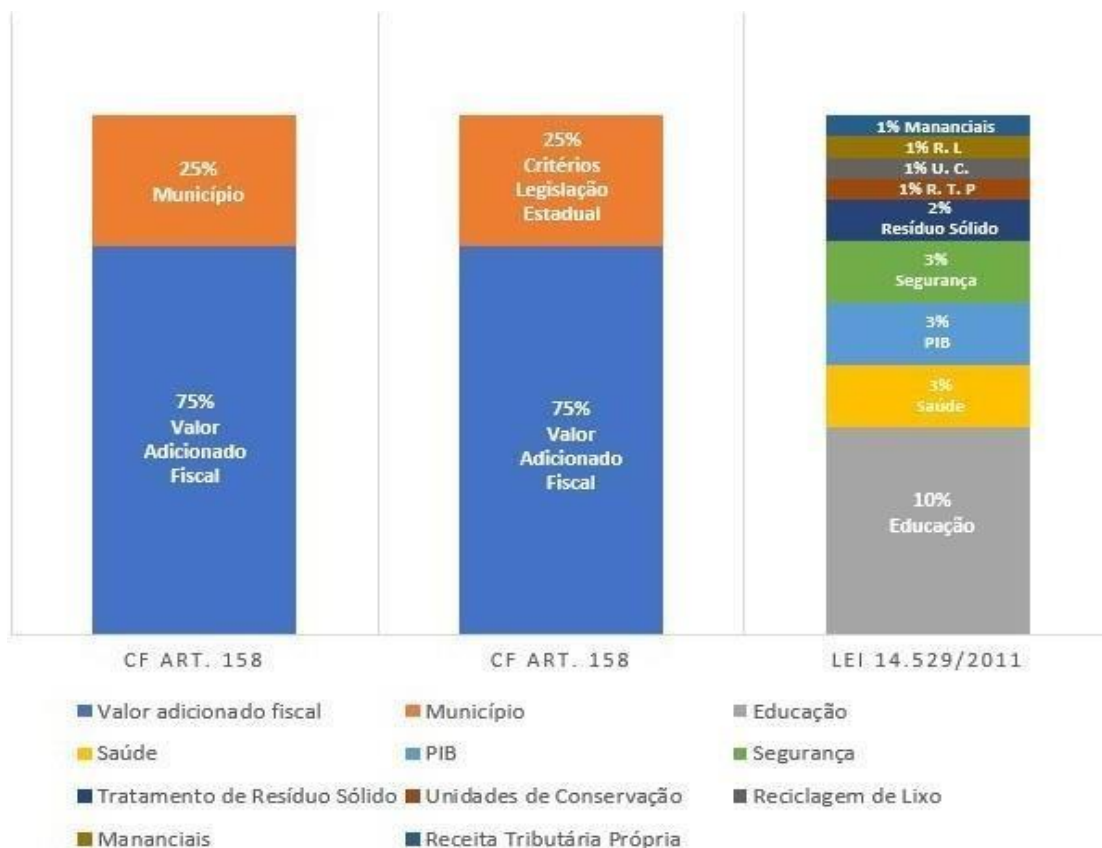 25%
Município
75%
Valor
Adicionado
Fiscal
CF ART. 158
25%
Critérios
Legislação
Estadual
75%
Valor
Adicionado
Fiscal
CF ART. 158
1% Mananciais
1% R. L
1% U. C.
1% R. T. P
2%
Resíduo Sólido
3%
Segurança
3%
PIB
3%
Saúde
10%
Educação
LEI 14.529/2011
Valor adicionado fiscal
Município
Educação
Saúde
PIB
Segurança
Tratamento de Resíduo Sólido
Unidades de Conservação
Reciclagem de Lixo
Mananciais
Receita Tributária Própria